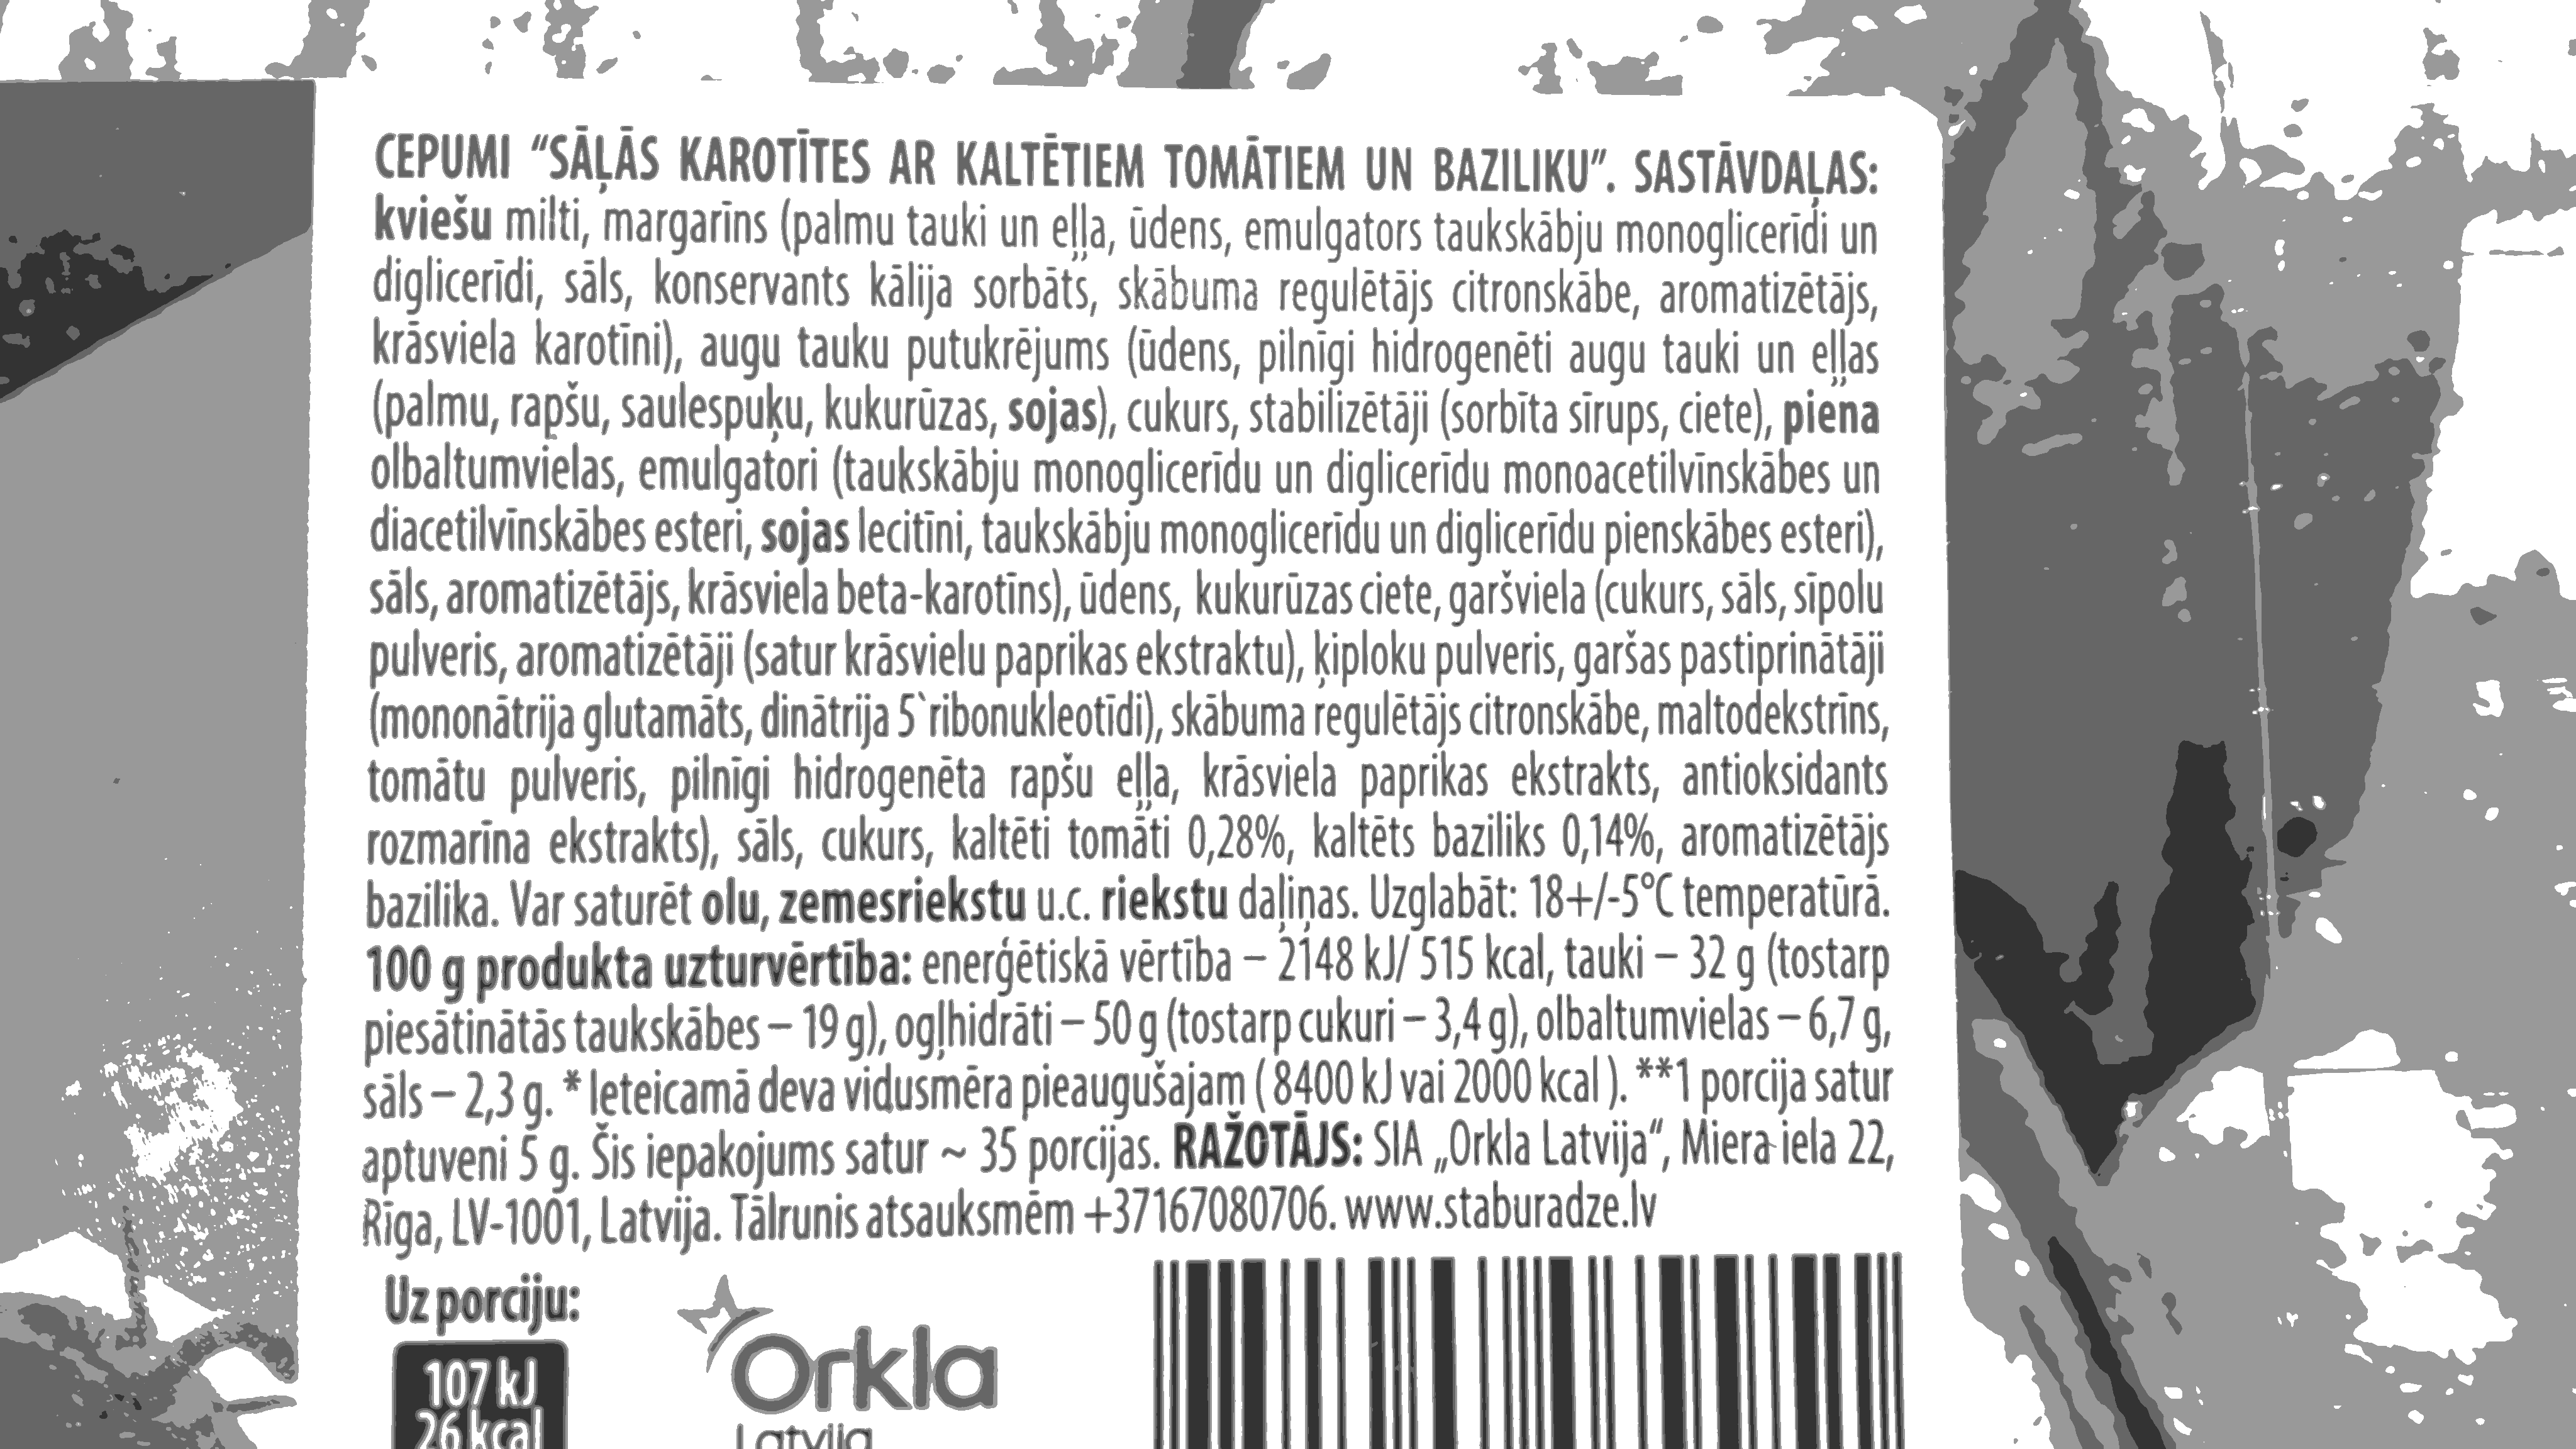 CEPUMI “SĀĻĀS KAROTĪTES AR KALTĒTIEM TOMĀTIEM UN BAZILIKU”. SASTĀVDAĻAS:
kviešu milti, margarīns (palmu tauki un eļļa, ūdens, emulgators taukskābju monoglicerīdi un
diglicerīdi, sāls, konservants kālija sorbāts, skābuma regulētājs citronskābe, aromatizētājs,
krāsviela karotīni), augu tauku putukrējums (ūdens, pilnīgi hidrogenēti augu tauki un eļļas
(palmu, rapšu, saulespuķu, kukurūzas, sojas), cukurs, stabilizētāji (sorbīta sīrups, ciete), piena
olbaltumvielas, emulgatori (taukskābju monoglicerīdu un diglicerīdu monoacetilvīnskābes un
diacetilvīnskābes esteri, sojas lecitīni, taukskābju monoglicerīdu un diglicerīdu pienskābes esteri),
sāls, aromatizētājs, krāsviela beta-karotīns), ūdens, kukurūzas ciete, garšviela (cukurs, sāls, sīpolu
pulveris, aromatizētāji (satur krāsvielu paprikas ekstraktu), ķiploku pulveris, garšas pastiprinātāji
(mononātrija glutamāts, dinātrija 5`ribonukleotīdi), skābuma regulētājs citronskābe, maltodekstrīns,
tomātu pulveris, pilnīgi hidrogenēta rapšu eļļa, krāsviela paprikas ekstrakts, antioksidants
rozmarīna ekstrakts), sāls, cukurs, kaltēti tomāti 0,28%, kaltēts baziliks 0,14%, aromatizētājs
bazilika. Var saturēt olu, zemesriekstu u.c. riekstu daļiņas. Uzglabāt: 18+/-5°C temperatūrā.
100 g produkta uzturvērtība: enerģētiskā vērtība – 2148 kJ/ 515 kcal, tauki – 32 g (tostarp
piesātinātās taukskābes – 19 g), ogļhidrāti – 50 g (tostarp cukuri – 3,4 g), olbaltumvielas – 6,7 g,
sāls – 2,3 g. * Ieteicamā deva vidusmēra pieaugušajam ( 8400 kJ vai 2000 kcal ). **1 porcija satur
aptuveni 5 g. Šis iepakojums satur ~ 35 porcijas. RAŽOTĀJS: SIA „Orkla Latvija“, Miera iela 22,
Rīga, LV-1001, Latvija. Tālrunis atsauksmēm +37167080706. www.staburadze.lv
Uz porciju:
107 kJ
26 kcal
Orkla
Latvija